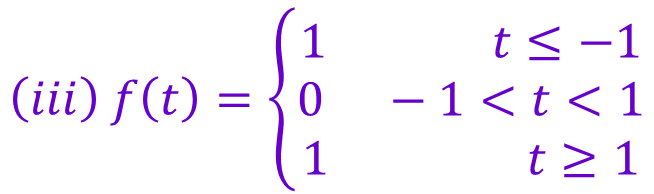 1 t ≤ −1
(iii) f(t) = { 0 − 1 < t < 1
1 t ≥ 1